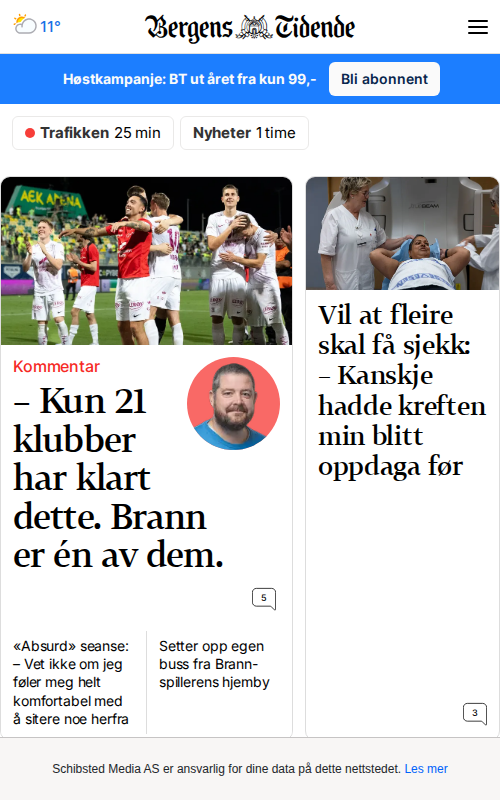 11°
Bergens Tidende
Høstkampanje: BT ut året fra kun 99,-
Bli abonnent
Trafikken 25 min
Nyheter 1 time
AEK ARENA
Kommentar
– Kun 21
klubber
har klart
dette. Brann
er én av dem.
5
«Absurd» seanse:
– Vet ikke om jeg
føler meg helt
komfortabel med
å sitere noe herfra
Setter opp egen
buss fra Brann-
spillerens hjemby
Vil at fleire
skal få sjekk:
– Kanskje
hadde kreften
min blitt
oppdaga før
3
Schibsted Media AS er ansvarlig for dine data på dette nettstedet. Les mer